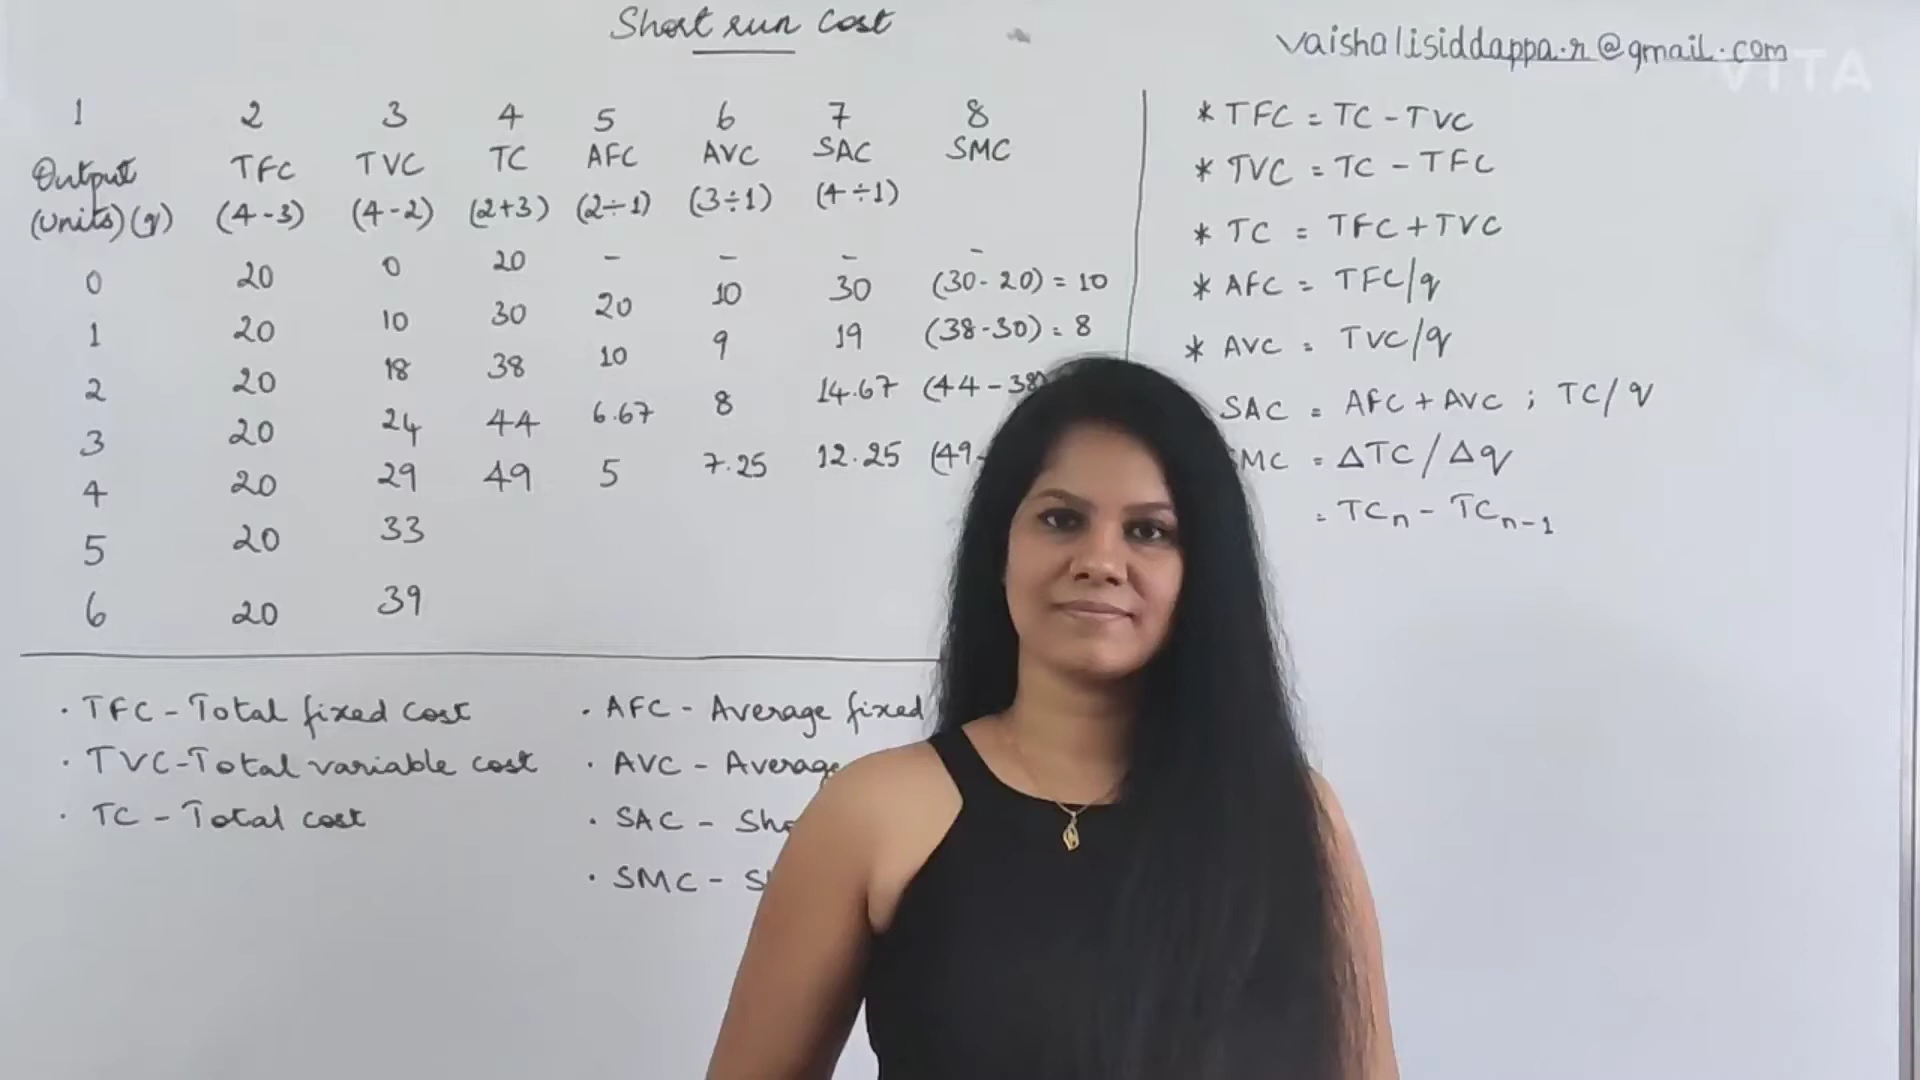 Short run Cost
vaishalisiddappa.r@gmail.com
VITA
1 2 3 4 5 6 7 8
Output TFC TVC TC AFC AVC SAC SMC
(Units)(q) (4-3) (4-2) (2+3) (2÷1) (3÷1) (4÷1)
0 20 0 20 - - - -
1 20 10 30 20 10 30 (30-20) = 10
2 20 18 38 10 9 19 (38-30) = 8
3 20 24 44 6.67 8 14.67 (44-38)
4 20 29 49 5 7.25 12.25 (49-
5 20 33
6 20 39
* TFC = TC - TVC
* TVC = TC - TFC
* TC = TFC + TVC
* AFC = TFC/q
* AVC = TVC/q
SAC = AFC + AVC ; TC/q
MC = ΔTC/Δq
= TCn - TCn-1
· TFC - Total fixed Cost
· TVC - Total variable cost
· TC - Total cost
· AFC - Average fixed
· AVC - Average
· SAC - Sho
· SMC - S